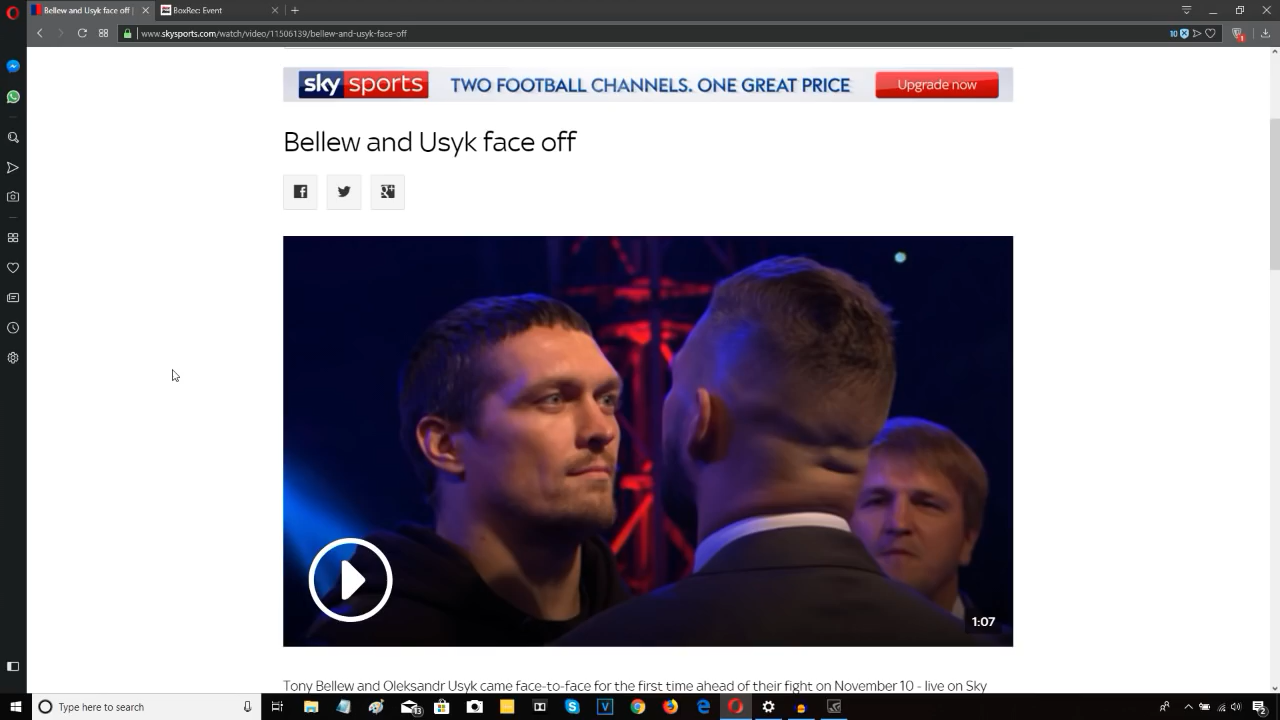 Bellew and Usyk face off |
BoxRec: Event
www.skysports.com/watch/video/11506139/bellew-and-usyk-face-off
10
sky sports
TWO FOOTBALL CHANNELS. ONE GREAT PRICE
Upgrade now
Bellew and Usyk face off
1:07
Tony Bellew and Oleksandr Usyk came face-to-face for the first time ahead of their fight on November 10 - live on Sky
Type here to search
13